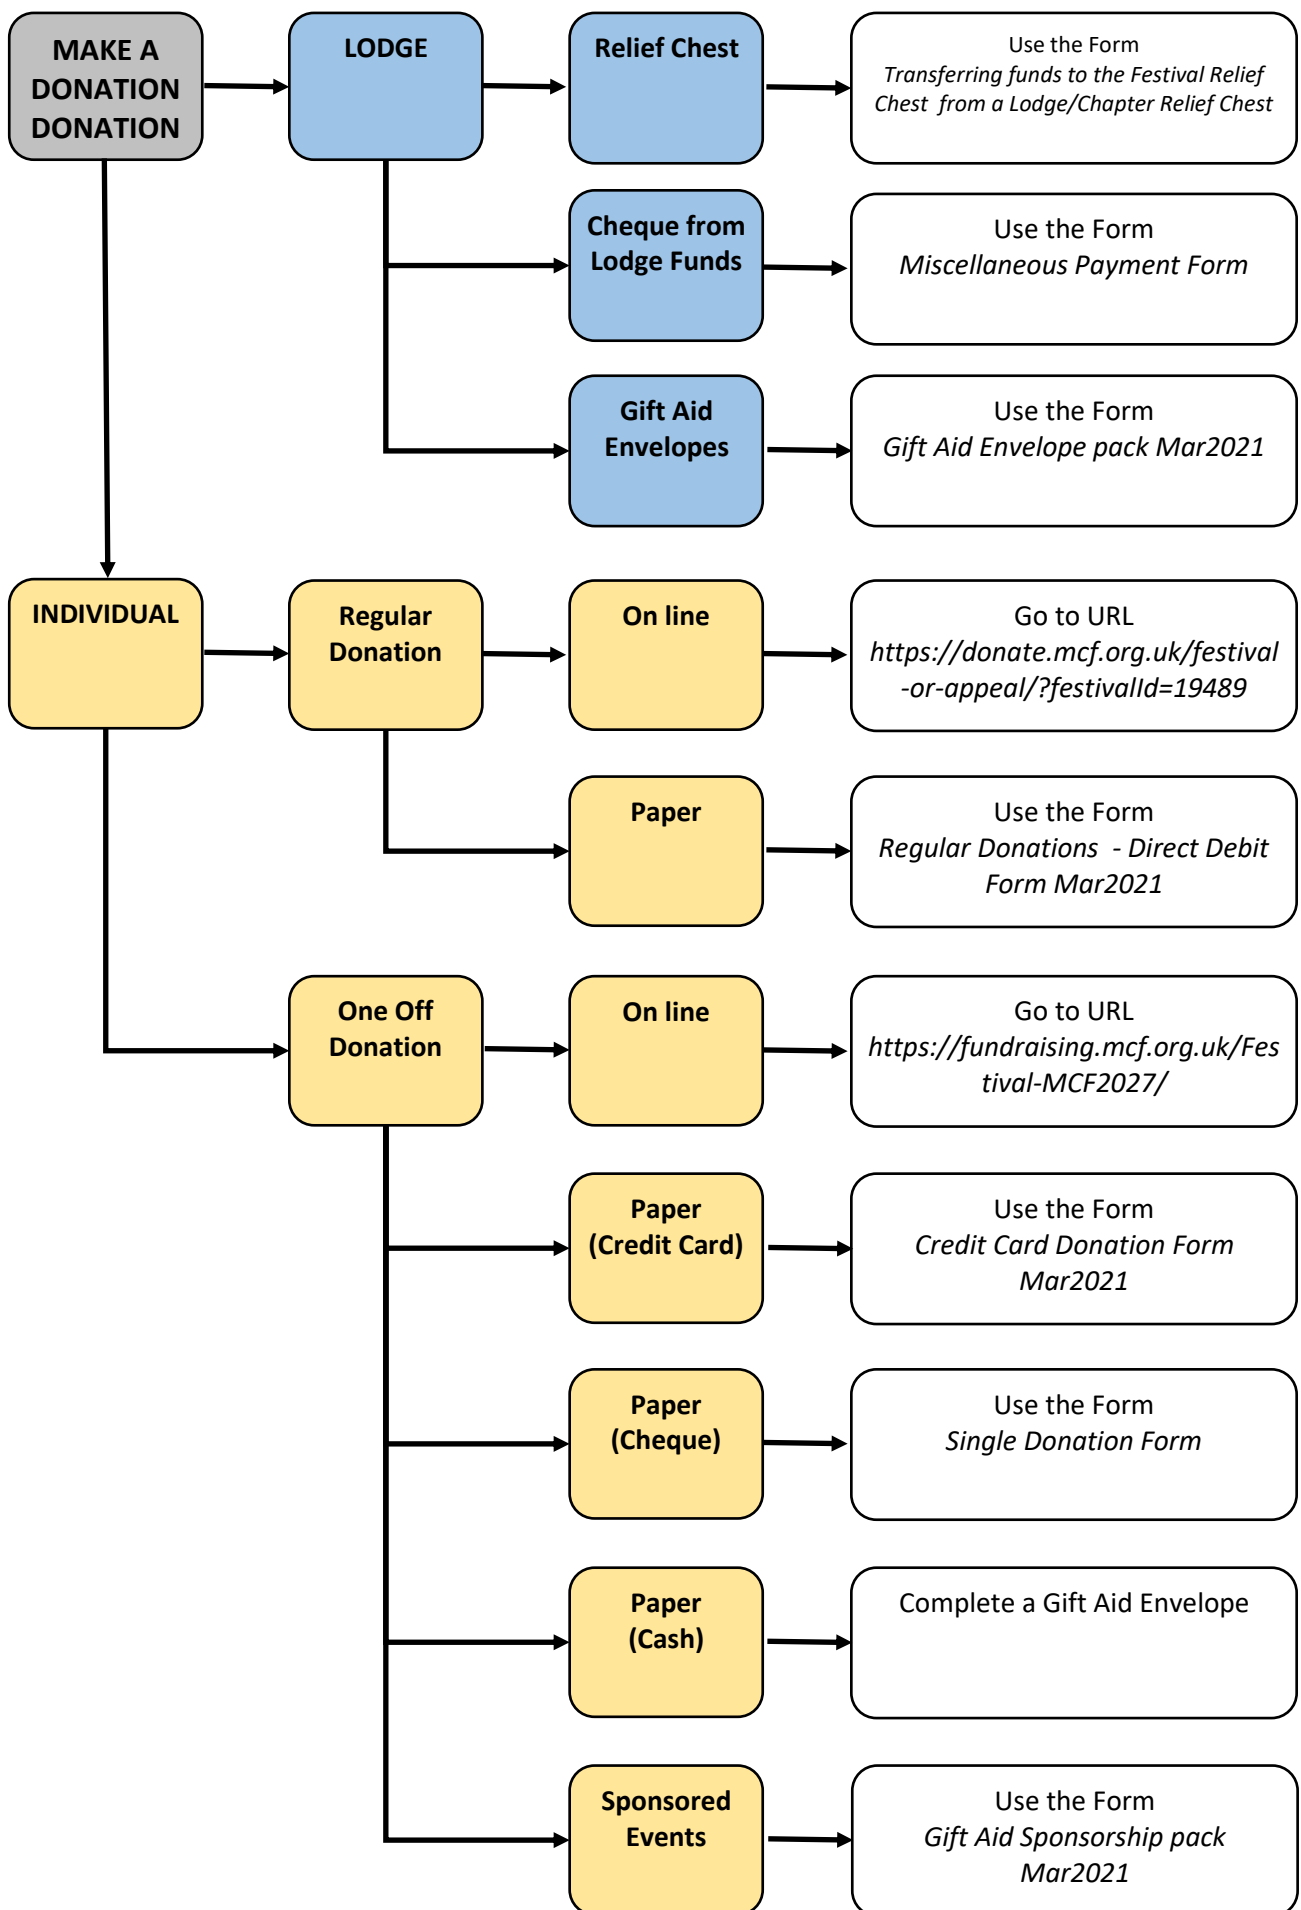 MAKE A
DONATION
DONATION
LODGE
Relief Chest
Use the Form
Transferring funds to the Festival Relief
Chest from a Lodge/Chapter Relief Chest
Cheque from
Lodge Funds
Use the Form
Miscellaneous Payment Form
Gift Aid
Envelopes
Use the Form
Gift Aid Envelope pack Mar2021
INDIVIDUAL
Regular
Donation
On line
Go to URL
https://donate.mcf.org.uk/festival
-or-appeal/?festivalId=19489
Paper
Use the Form
Regular Donations - Direct Debit
Form Mar2021
One Off
Donation
On line
Go to URL
https://fundraising.mcf.org.uk/Fes
tival-MCF2027/
Paper
(Credit Card)
Use the Form
Credit Card Donation Form
Mar2021
Paper
(Cheque)
Use the Form
Single Donation Form
Paper
(Cash)
Complete a Gift Aid Envelope
Sponsored
Events
Use the Form
Gift Aid Sponsorship pack
Mar2021